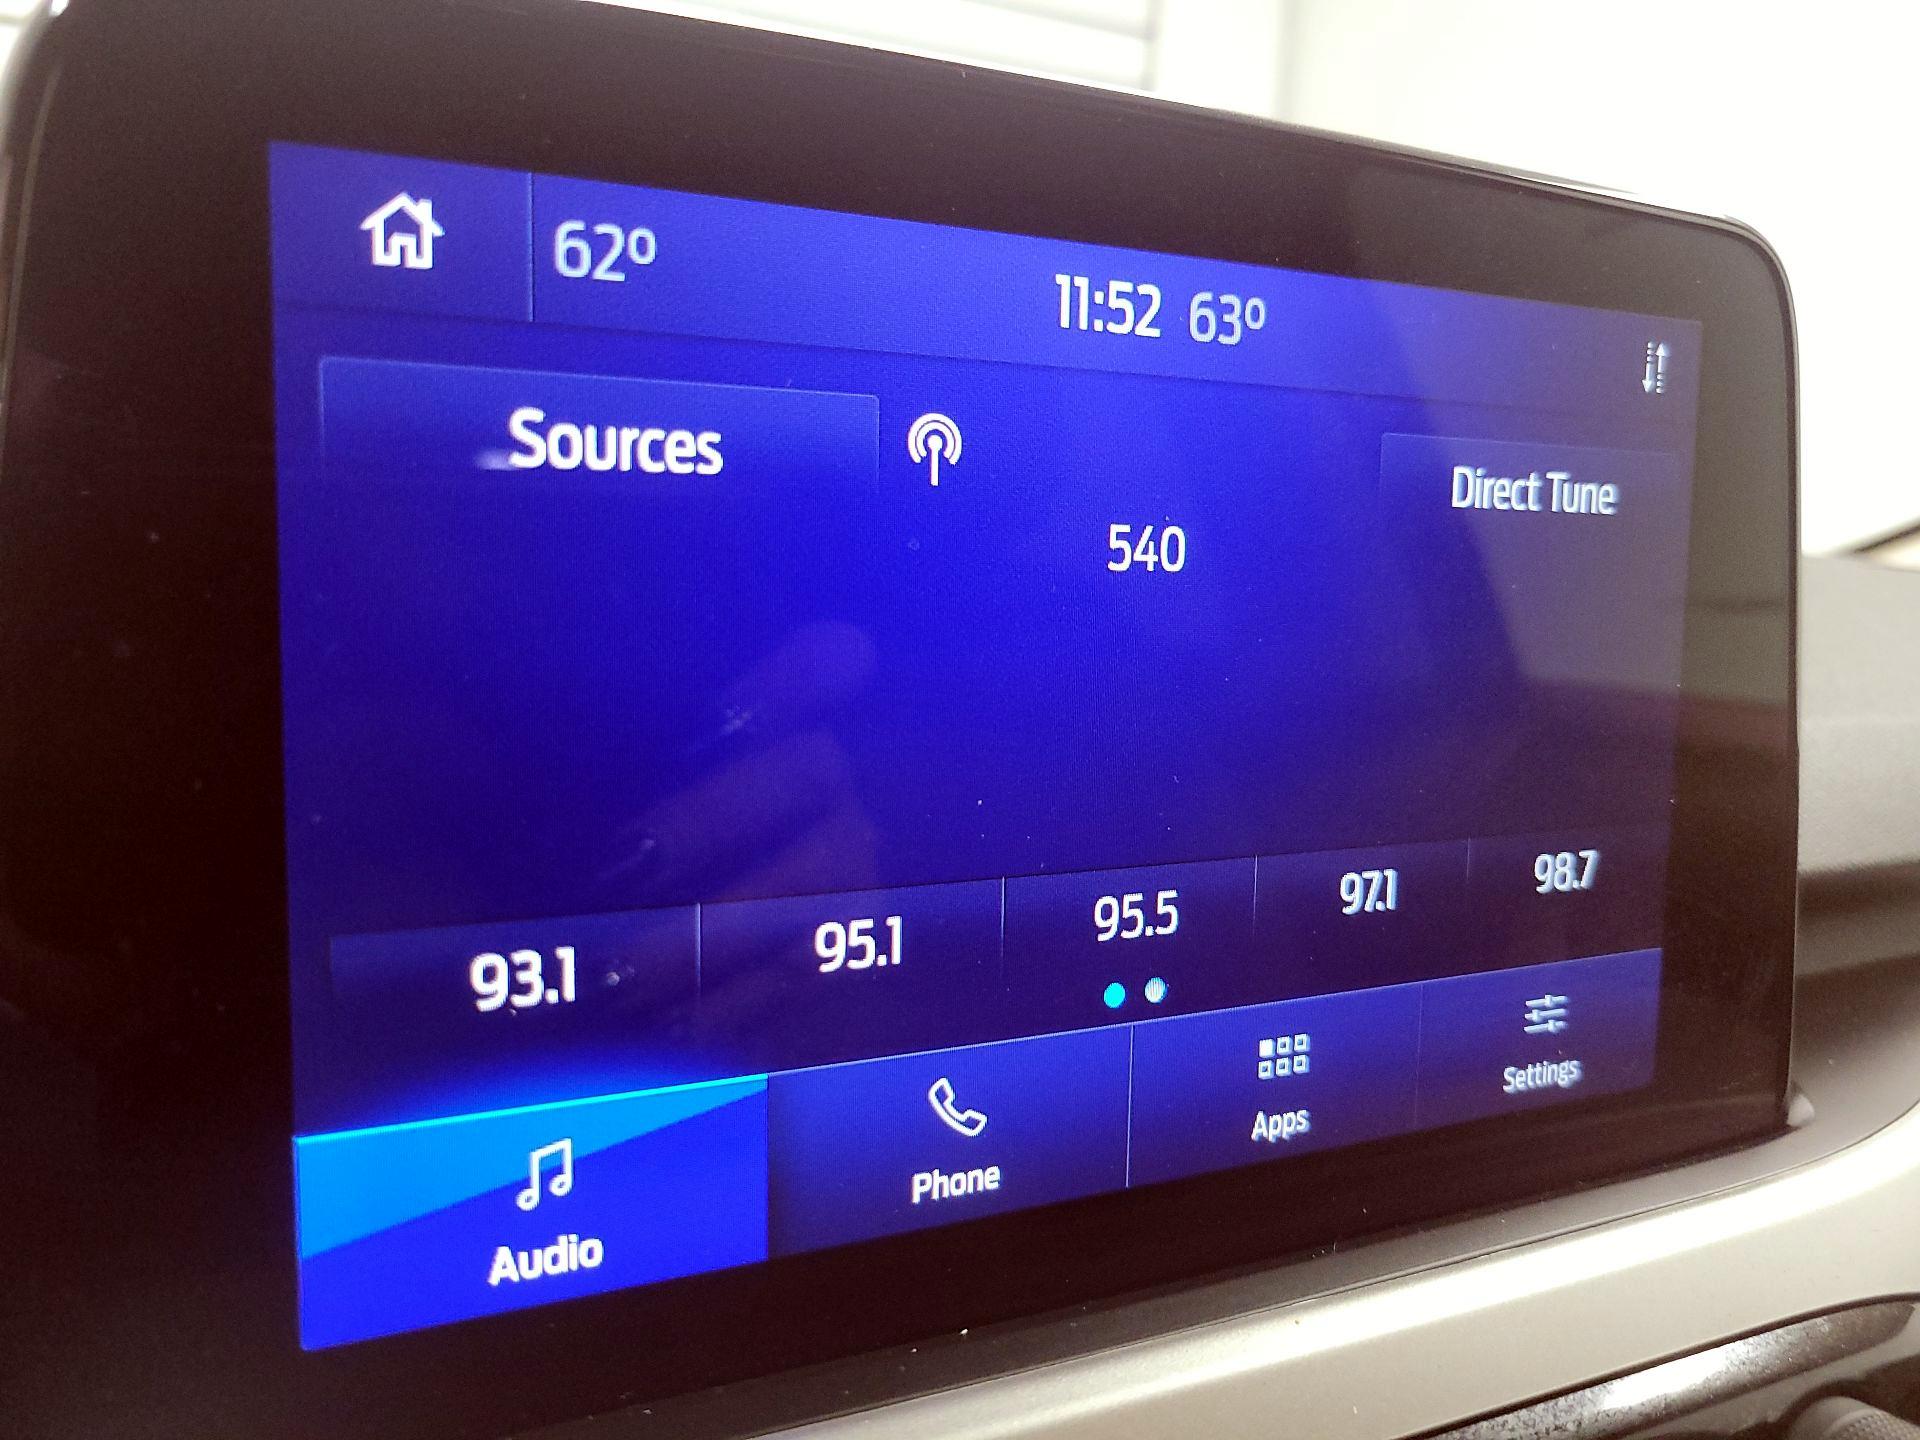 62°
11:52 63°
Sources
Direct Tune
540
93.1 95.1 95.5 97.1 98.7
Audio Phone Apps Settings